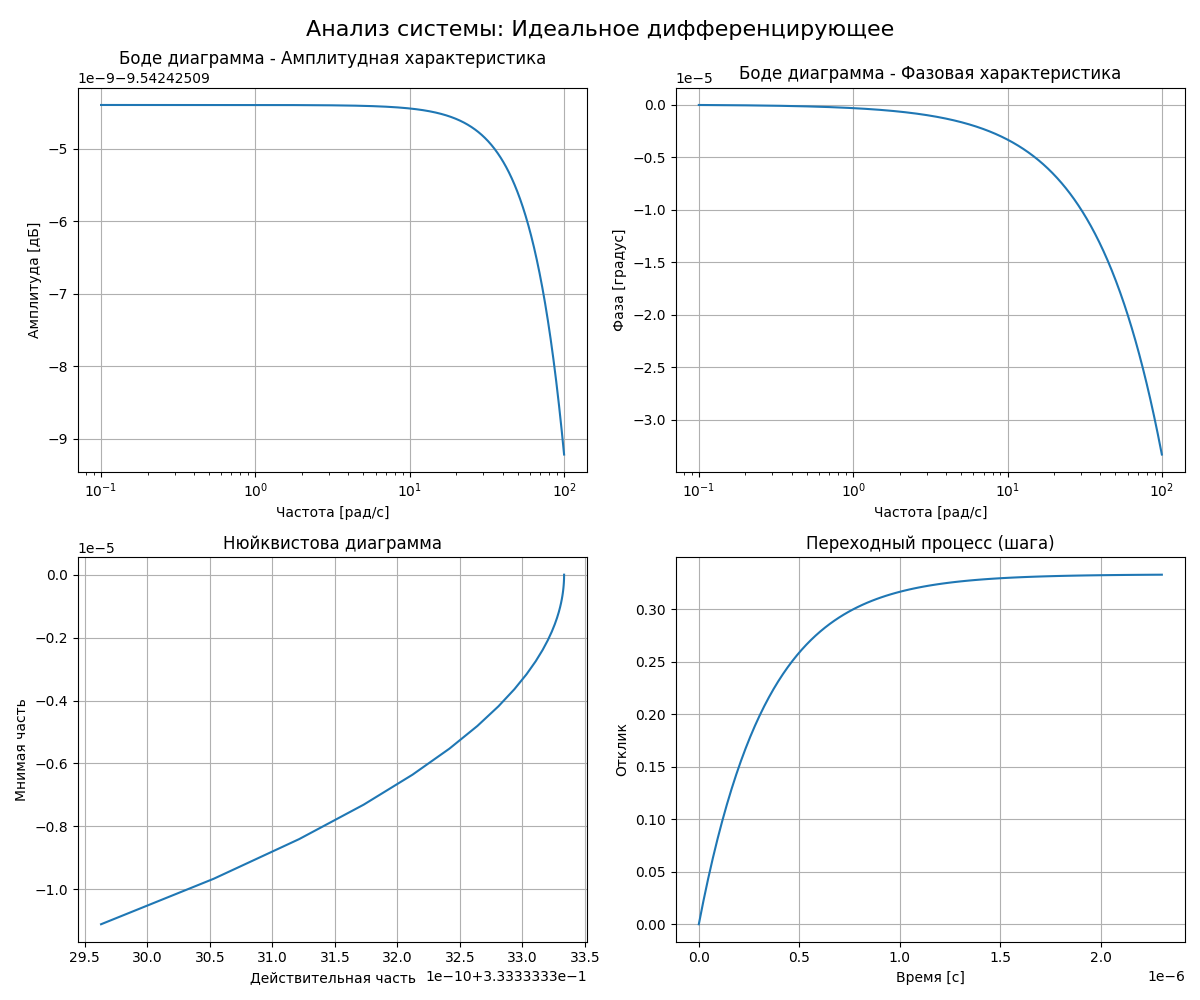 Анализ системы: Идеальное дифференцирующее
Боде диаграмма - Амплитудная характеристика
1e−9−9.54242509
−5
−6
−7
−8
−9
Амплитуда [дБ]
10⁻¹ 10⁰ 10¹ 10²
Частота [рад/с]
Боде диаграмма - Фазовая характеристика
1e−5
0.0
−0.5
−1.0
−1.5
−2.0
−2.5
−3.0
Фаза [градус]
10⁻¹ 10⁰ 10¹ 10²
Частота [рад/с]
Нюйквистова диаграмма
1e−5
0.0
−0.2
−0.4
−0.6
−0.8
−1.0
Мнимая часть
29.5 30.0 30.5 31.0 31.5 32.0 32.5 33.0 33.5
Действительная часть 1e−10+3.3333333e−1
Переходный процесс (шага)
0.30
0.25
0.20
0.15
0.10
0.05
0.00
Отклик
0.0 0.5 1.0 1.5 2.0
Время [с] 1e−6